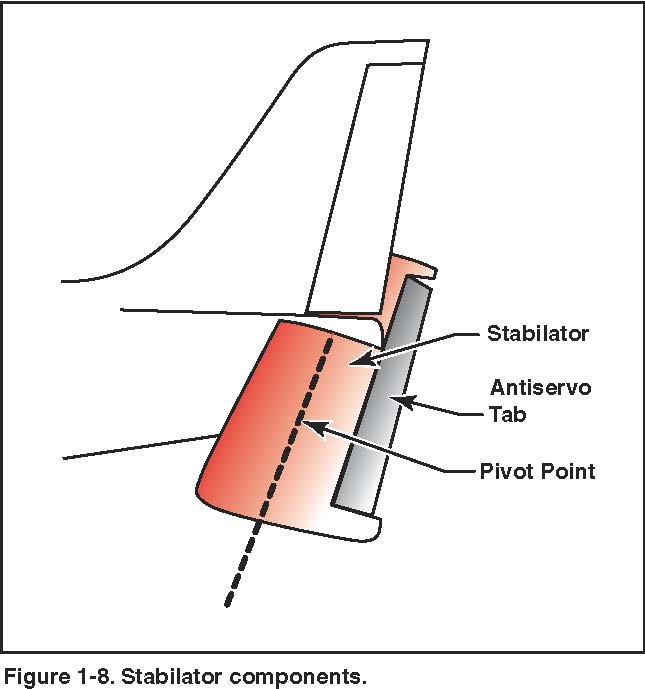 Stabilator
Antiservo
Tab
Pivot Point
Figure 1-8. Stabilator components.